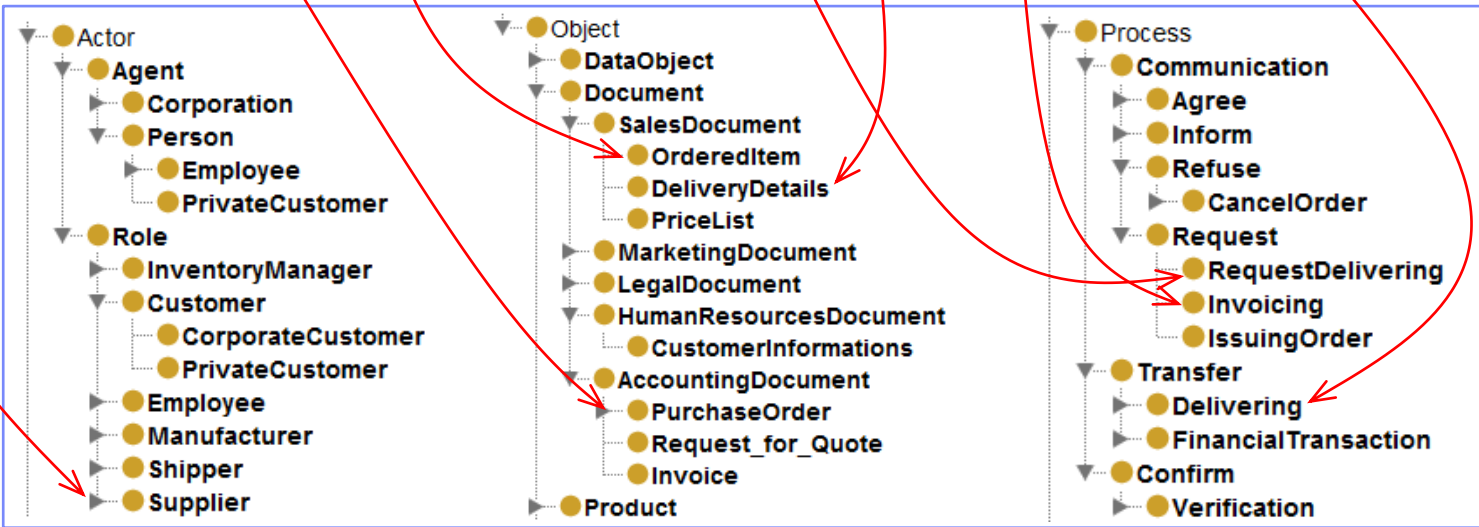 Actor
Agent
Corporation
Person
Employee
PrivateCustomer
Role
InventoryManager
Customer
CorporateCustomer
PrivateCustomer
Employee
Manufacturer
Shipper
Supplier
Object
DataObject
Document
SalesDocument
OrderedItem
DeliveryDetails
PriceList
MarketingDocument
LegalDocument
HumanResourcesDocument
CustomerInformations
AccountingDocument
PurchaseOrder
Request_for_Quote
Invoice
Product
Process
Communication
Agree
Inform
Refuse
CancelOrder
Request
RequestDelivering
Invoicing
IssuingOrder
Transfer
Delivering
FinancialTransaction
Confirm
Verification